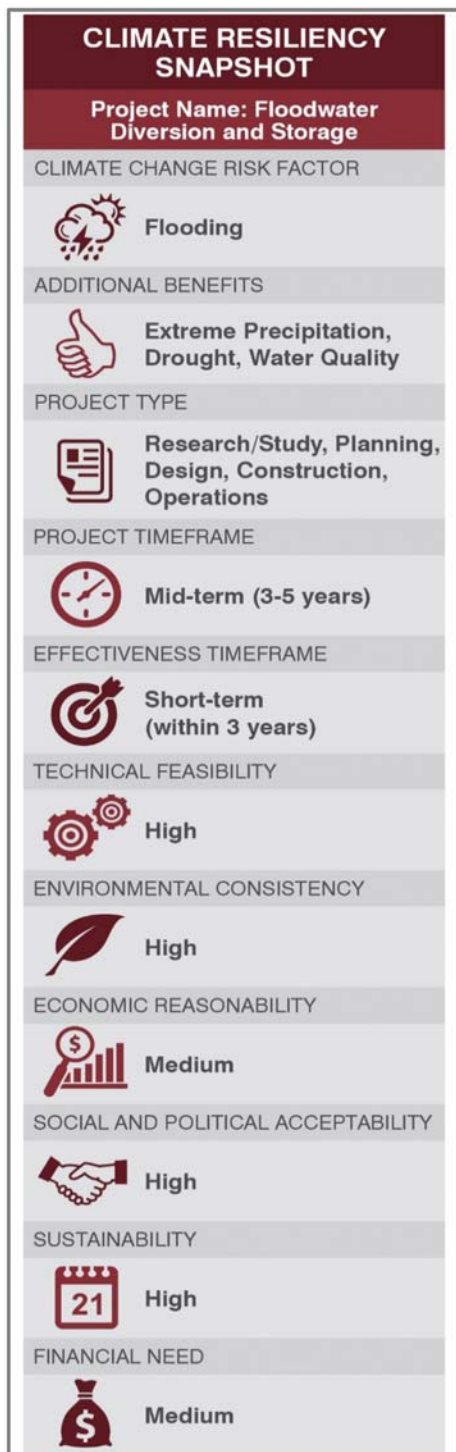 CLIMATE RESILIENCY
SNAPSHOT
Project Name: Floodwater
Diversion and Storage
CLIMATE CHANGE RISK FACTOR
Flooding
ADDITIONAL BENEFITS
Extreme Precipitation,
Drought, Water Quality
PROJECT TYPE
Research/Study, Planning,
Design, Construction,
Operations
PROJECT TIMEFRAME
Mid-term (3-5 years)
EFFECTIVENESS TIMEFRAME
Short-term
(within 3 years)
TECHNICAL FEASIBILITY
High
ENVIRONMENTAL CONSISTENCY
High
ECONOMIC REASONABILITY
$
Medium
SOCIAL AND POLITICAL ACCEPTABILITY
High
SUSTAINABILITY
21
High
FINANCIAL NEED
$
Medium